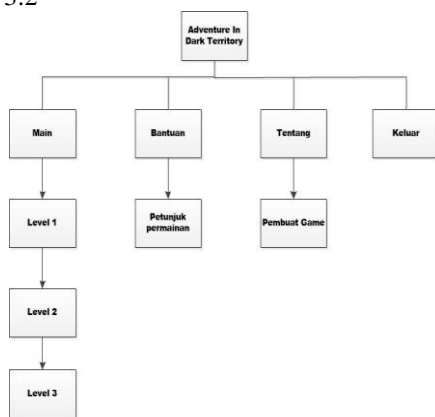 3.2
Adventure In
Dark Territory
Main
Bantuan
Tentang
Keluar
Level 1
Petunjuk
permainan
Pembuat Game
Level 2
Level 3